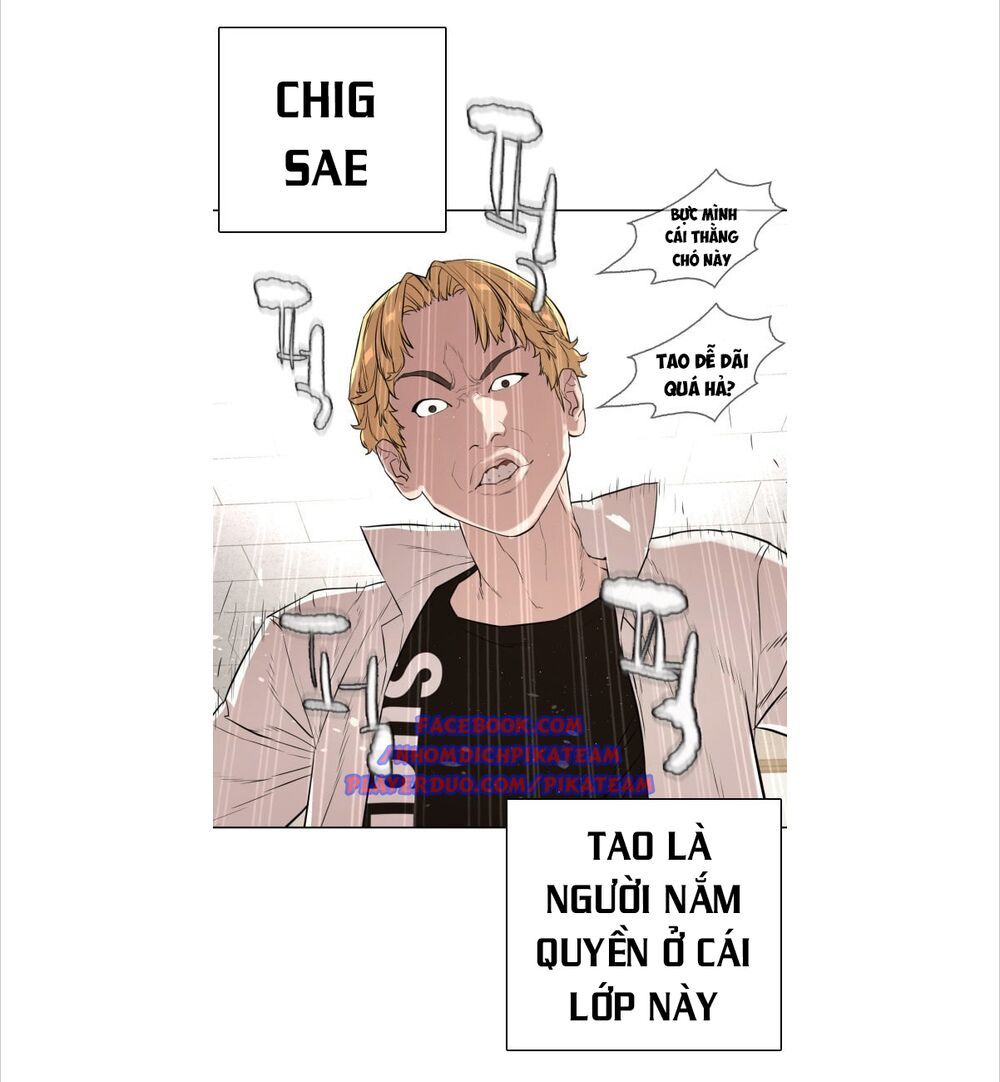 CHIG
SAE
BỰC MÌNH
CÁI THẰNG
CHÓ NÀY
TAO DỄ DÃI
QUÁ HẢ?
FACEBOOK.COM
/NHOMDICHPIKATEAM
PLAYERDUO.COM/PIKATEAM
TAO LÀ
NGƯỜI NẮM
QUYỀN Ở CÁI
LỚP NÀY